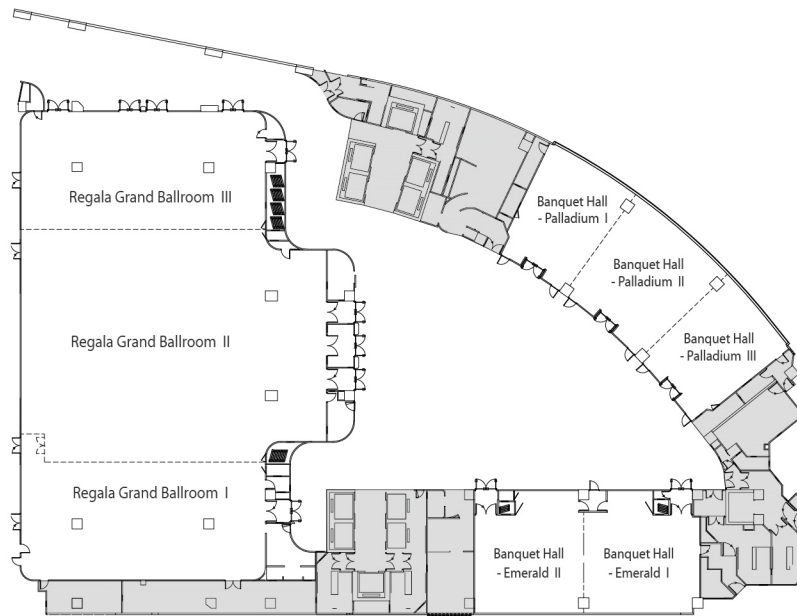 Regala Grand Ballroom III
Banquet Hall
- Palladium I
Banquet Hall
- Palladium II
Regala Grand Ballroom II
Banquet Hall
- Palladium III
Regala Grand Ballroom I
Banquet Hall
- Emerald II
Banquet Hall
- Emerald I